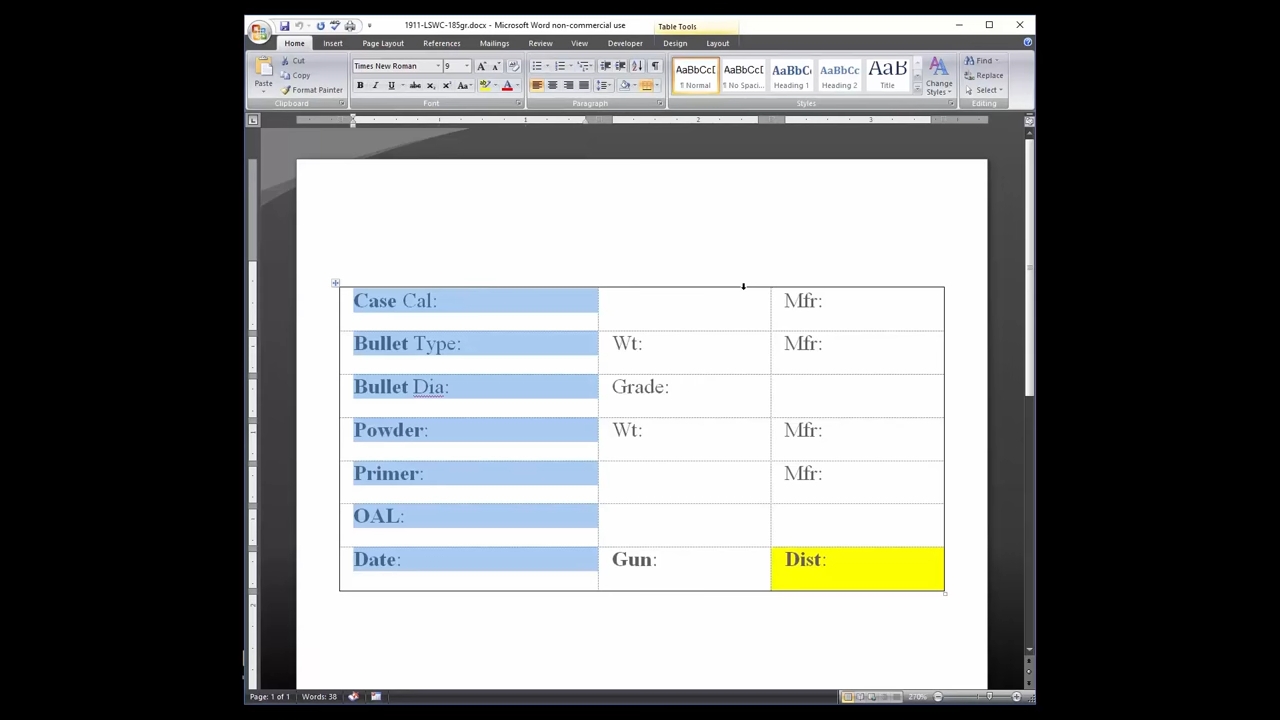 1911-LSWC-185gr.docx - Microsoft Word non-commercial use
Table Tools
Home Insert Page Layout References Mailings Review View Developer Design Layout
Paste
Cut
Copy
Format Painter
Clipboard
Times New Roman 9
Font
Paragraph
AaBbCcI AaBbCcI AaBbC AaBbCc AaB
¶ Normal ¶ No Spaci... Heading 1 Heading 2 Title
Change Styles
Styles
Find
Replace
Select
Editing
1 2 3
Case Cal: Mfr:
Bullet Type: Wt: Mfr:
Bullet Dia: Grade:
Powder: Wt: Mfr:
Primer: Mfr:
OAL:
Date: Gun: Dist:
Page: 1 of 1 Words: 38 270%